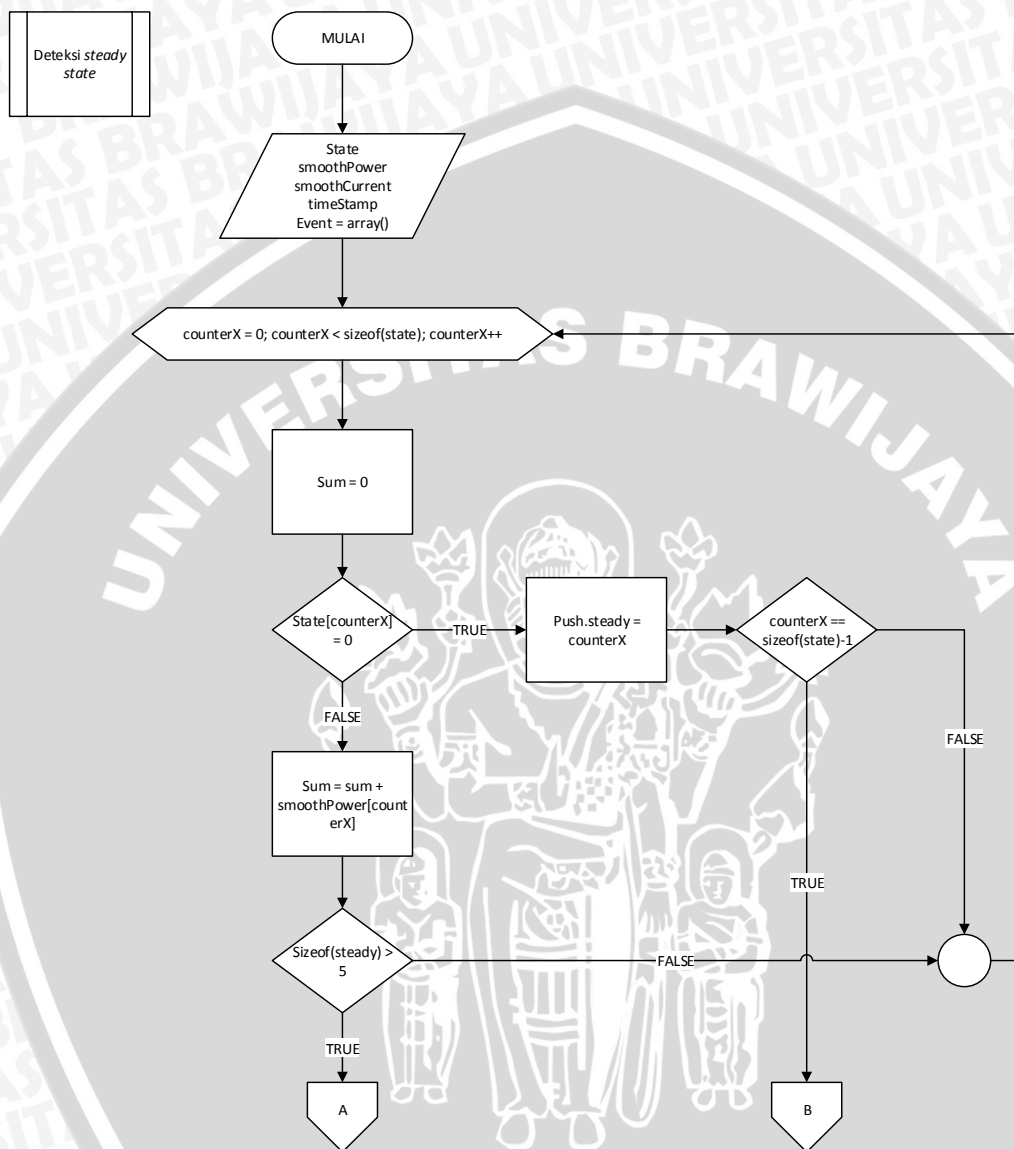 Deteksi steady
state
MULAI
State
smoothPower
smoothCurrent
timeStamp
Event = array()
counterX = 0; counterX < sizeof(state); counterX++
UNIVERSITAS BRAWIJAYA
Sum = 0
State[counterX]
= 0
TRUE
Push.steady =
counterX
counterX ==
sizeof(state)-1
FALSE
FALSE
Sum = sum +
smoothPower[count
erX]
TRUE
Sizeof(steady) >
5
FALSE
TRUE
A
B